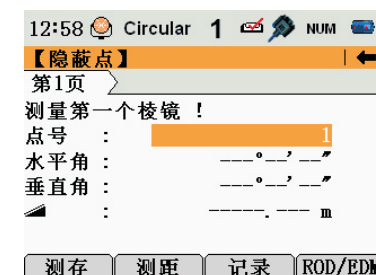 12:58 Circular 1 NUM
【隐蔽点】
第1页
测量第一个棱镜 !
点号 : 1
水平角 : ---°--'--"
垂直角 : ---°--'--"
: -----.--- m
测存 测距 记录 ROD/EDM